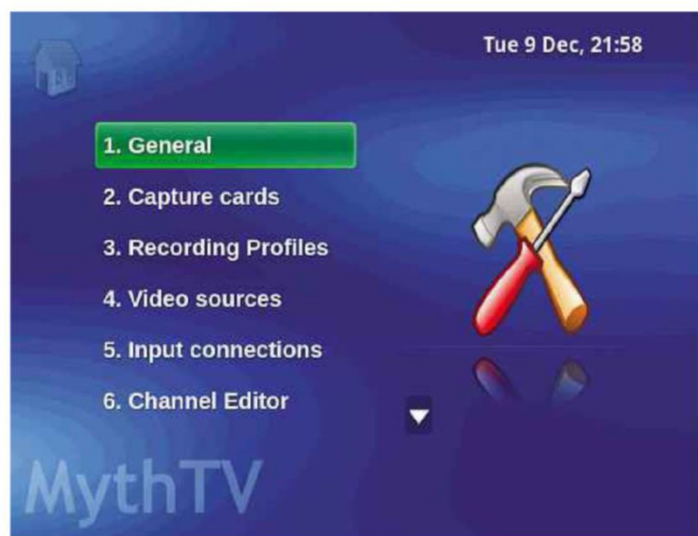 Tue 9 Dec, 21:58
1. General
2. Capture cards
3. Recording Profiles
4. Video sources
5. Input connections
6. Channel Editor
MythTV